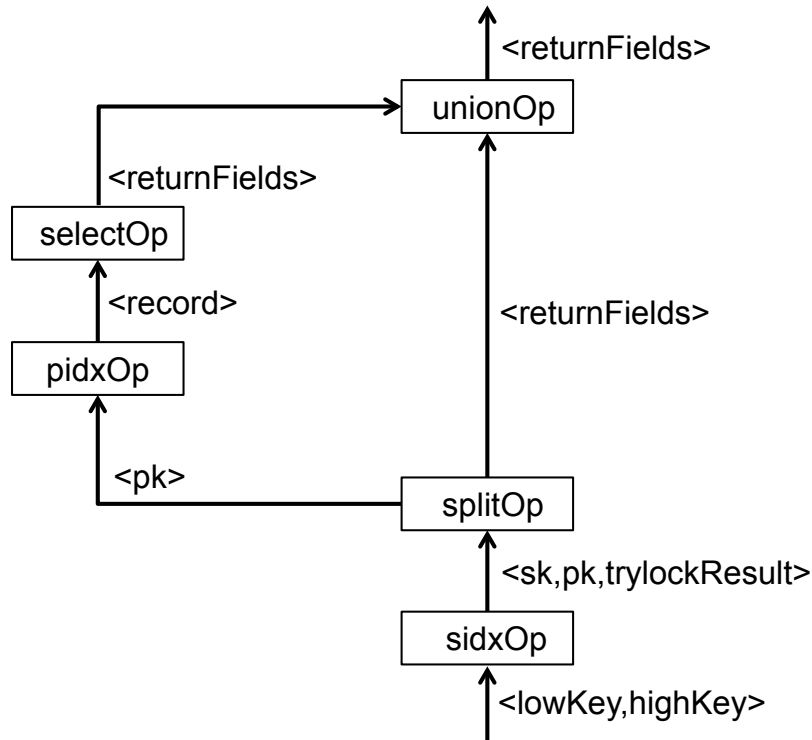 <returnFields>
unionOp
<returnFields>
selectOp
<record>
<returnFields>
pidxOp
<pk>
splitOp
<sk,pk,trylockResult>
sidxOp
<lowKey,highKey>